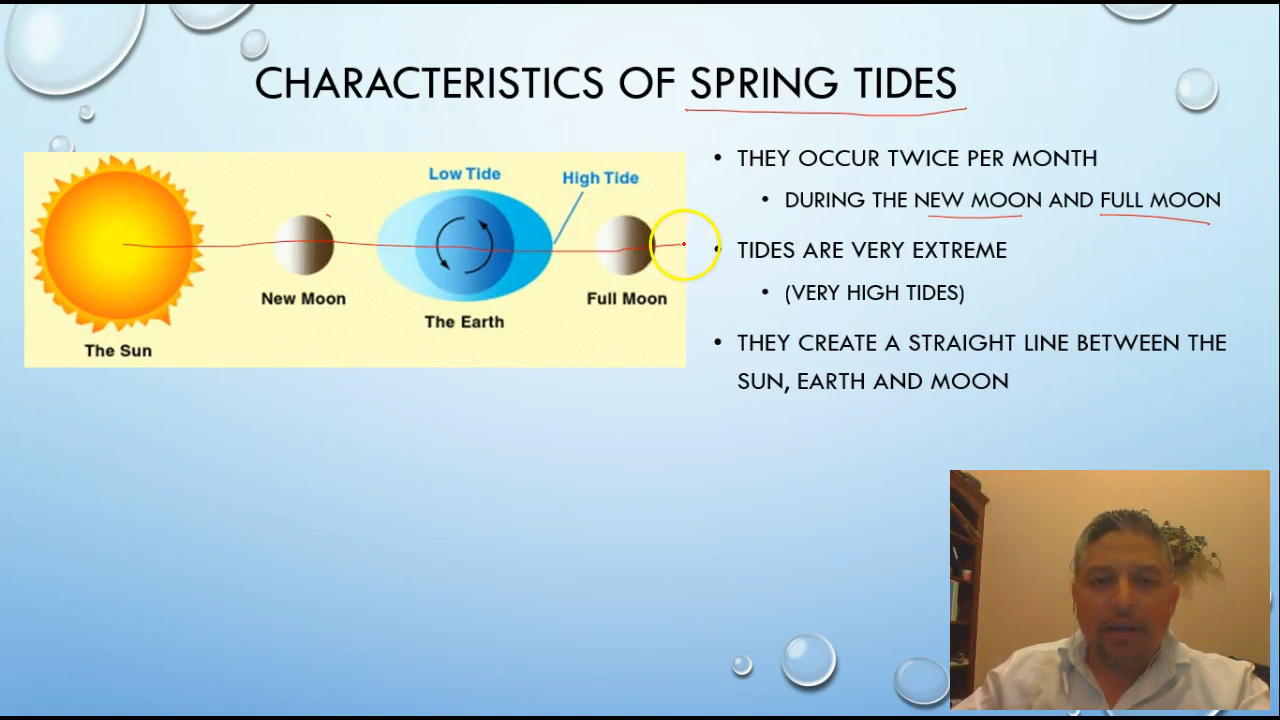 CHARACTERISTICS OF SPRING TIDES
Low Tide
High Tide
New Moon
Full Moon
The Earth
The Sun
• THEY OCCUR TWICE PER MONTH
• DURING THE NEW MOON AND FULL MOON
• TIDES ARE VERY EXTREME
• (VERY HIGH TIDES)
• THEY CREATE A STRAIGHT LINE BETWEEN THE
SUN, EARTH AND MOON